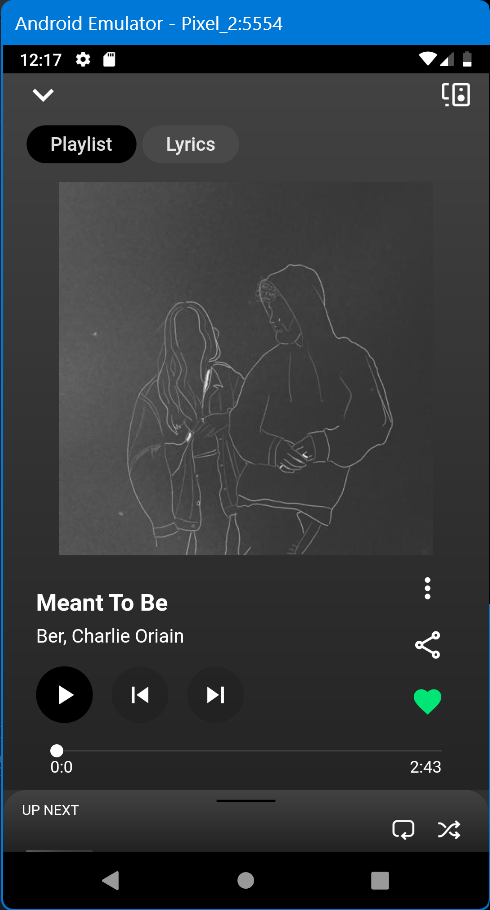 Android Emulator - Pixel_2:5554
12:17
Playlist
Lyrics
Meant To Be
Ber, Charlie Oriain
0:0
2:43
UP NEXT